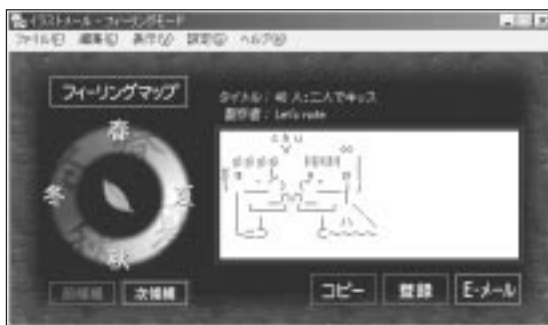 イラストメール - フィーリングモード
ファイル(F) 編集(E) 表示(V) 設定(S) ヘルプ(H)
フィーリングマップ
タイトル : 40 人:二人でキッス
製作者 : Let's note
chu
春
冬
夏
秋
前候補
次候補
コピー
登録
E-メール